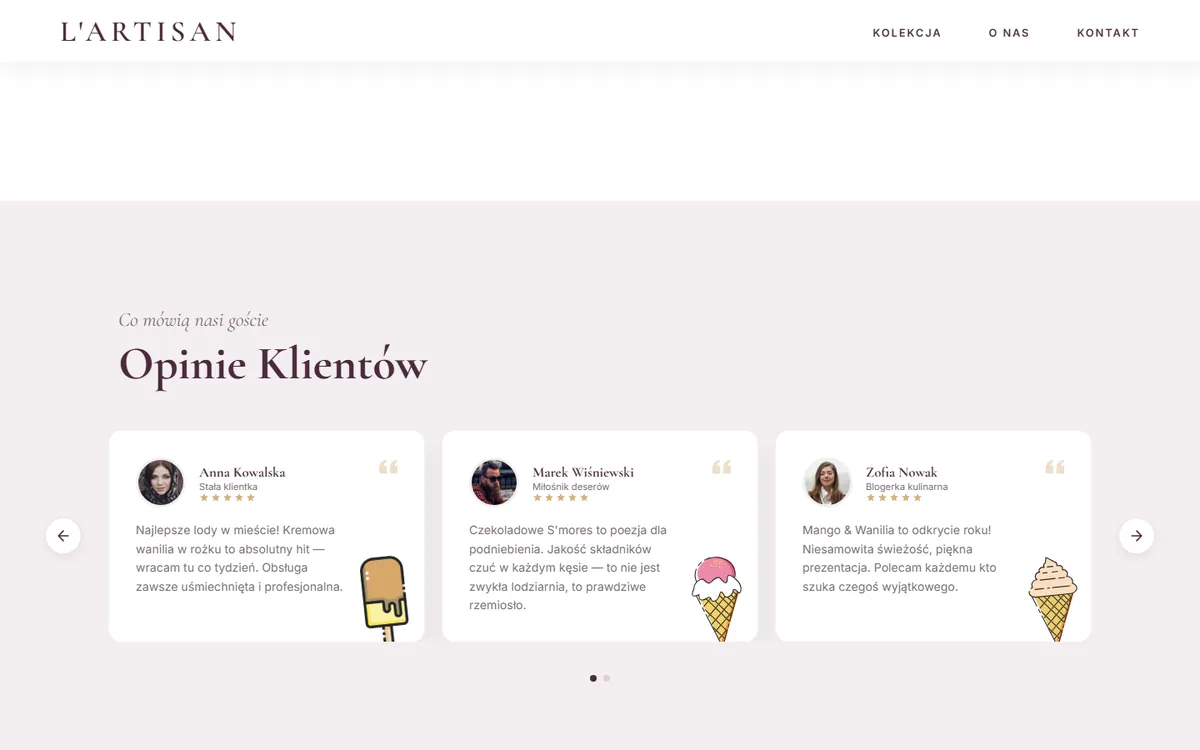 L'ARTISAN
KOLEKCJA
O NAS
KONTAKT
Co mówią nasi goście
Opinie Klientów
Anna Kowalska
Stała klientka
Najlepsze lody w mieście! Kremowa
wanilia w rożku to absolutny hit —
wracam tu co tydzień. Obsługa
zawsze uśmiechnięta i profesjonalna.
Marek Wiśniewski
Miłośnik deserów
Czekoladowe S'mores to poezja dla
podniebienia. Jakość składników
czuć w każdym kęsie — to nie jest
zwykła lodziarnia, to prawdziwe
rzemiosło.
Zofia Nowak
Blogerka kulinarna
Mango & Wanilia to odkrycie roku!
Niesamowita świeżość, piękna
prezentacja. Polecam każdemu kto
szuka czegoś wyjątkowego.